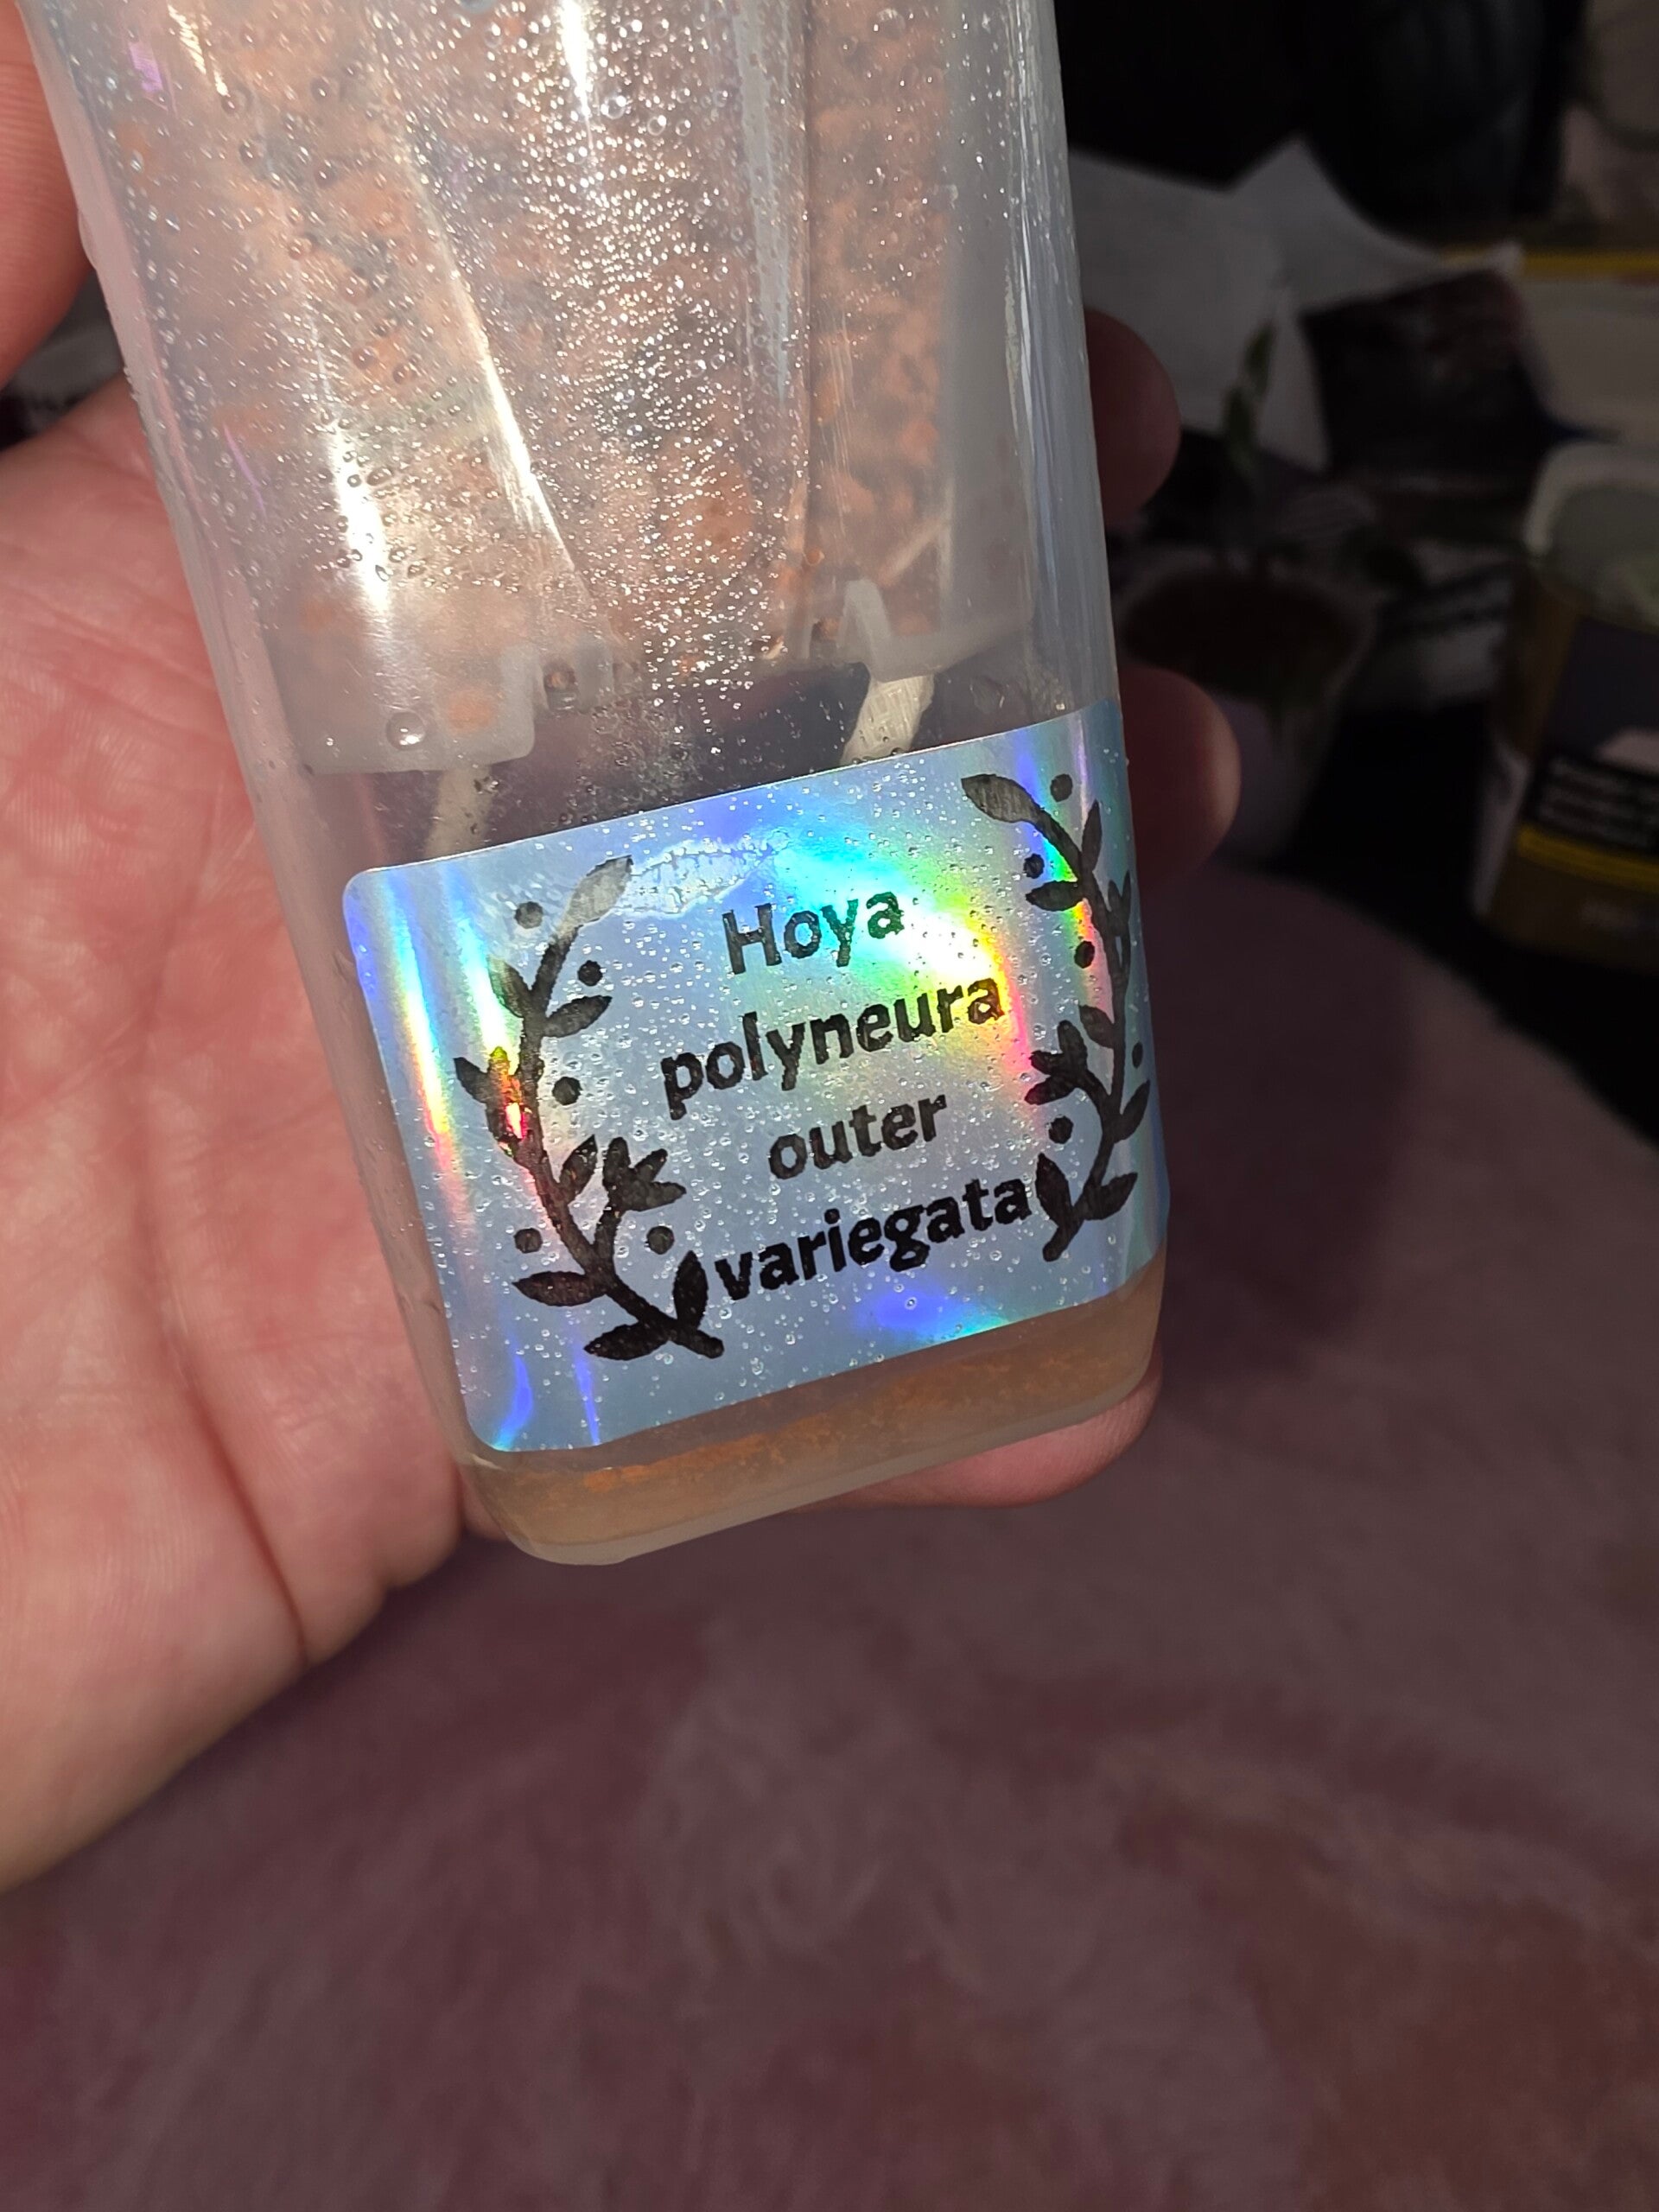 Hoya
polyneura
outer
variegata